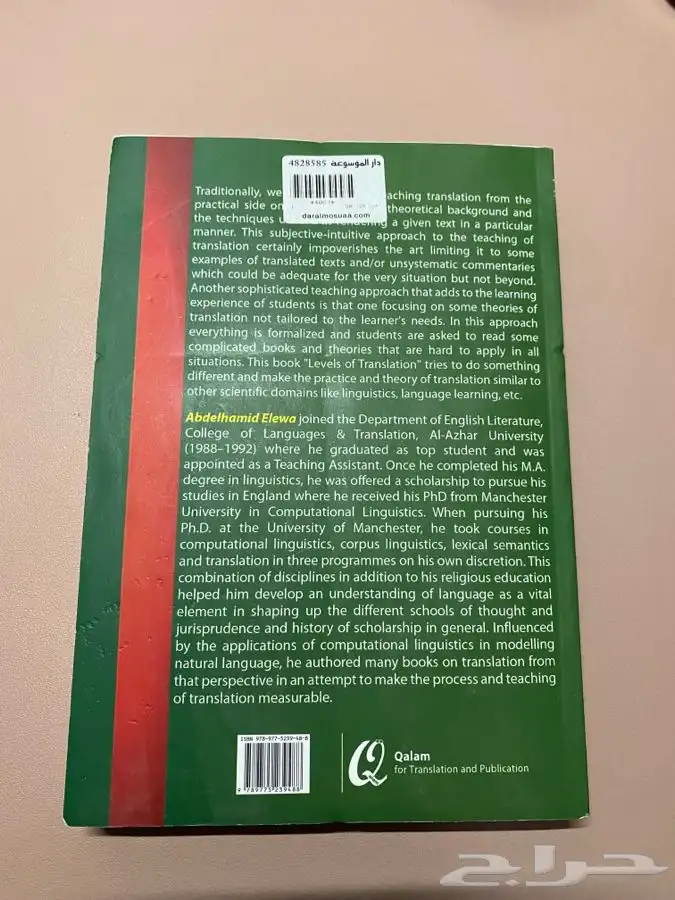 دار الموسوعة 4828585
daralmosuaa.com
Traditionally, we aching translation from the
practical side on theoretical background and
the techniques a given text in a particular
manner. This subjective-intuitive approach to the teaching of
translation certainly impoverishes the art limiting it to some
examples of translated texts and/or unsystematic commentaries
which could be adequate for the very situation but not beyond.
Another sophisticated teaching approach that adds to the learning
experience of students is that one focusing on some theories of
translation not tailored to the learner's needs. In this approach
everything is formalized and students are asked to read some
complicated books and theories that are hard to apply in all
situations. This book "Levels of Translation" tries to do something
different and make the practice and theory of translation similar to
other scientific domains like linguistics, language learning, etc.
Abdelhamid Elewa joined the Department of English Literature,
College of Languages & Translation, Al-Azhar University
(1988–1992) where he graduated as top student and was
appointed as a Teaching Assistant. Once he completed his M.A.
degree in linguistics, he was offered a scholarship to pursue his
studies in England where he received his PhD from Manchester
University in Computational Linguistics. When pursuing his
Ph.D. at the University of Manchester, he took courses in
computational linguistics, corpus linguistics, lexical semantics
and translation in three programmes on his own discretion. This
combination of disciplines in addition to his religious education
helped him develop an understanding of language as a vital
element in shaping up the different schools of thought and
jurisprudence and history of scholarship in general. Influenced
by the applications of computational linguistics in modelling
natural language, he authored many books on translation from
that perspective in an attempt to make the process and teaching
of translation measurable.
ISBN 978-977-5239-48-8
9 789775 239488
Qalam
for Translation and Publication
حراج